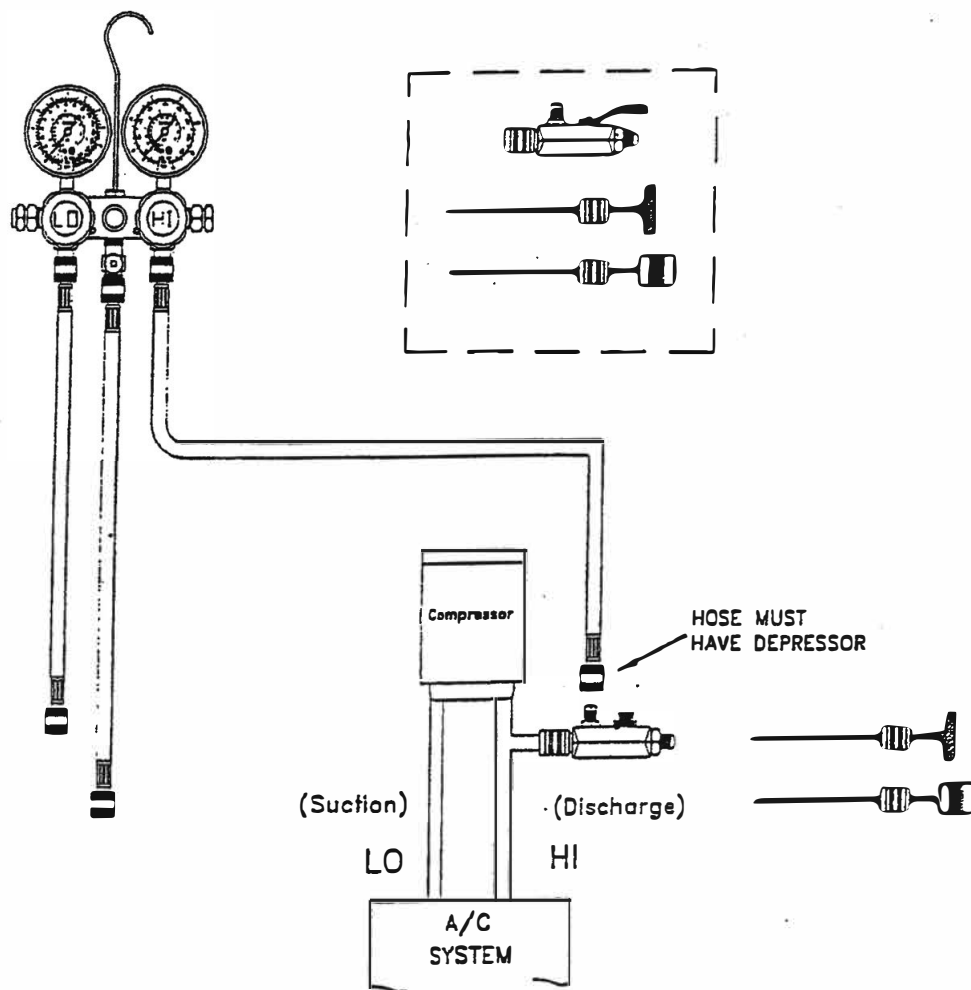 LO
HI
Compressor
HOSE MUST
HAVE DEPRESSOR
(Suction)
(Discharge)
LO
HI
A/C
SYSTEM